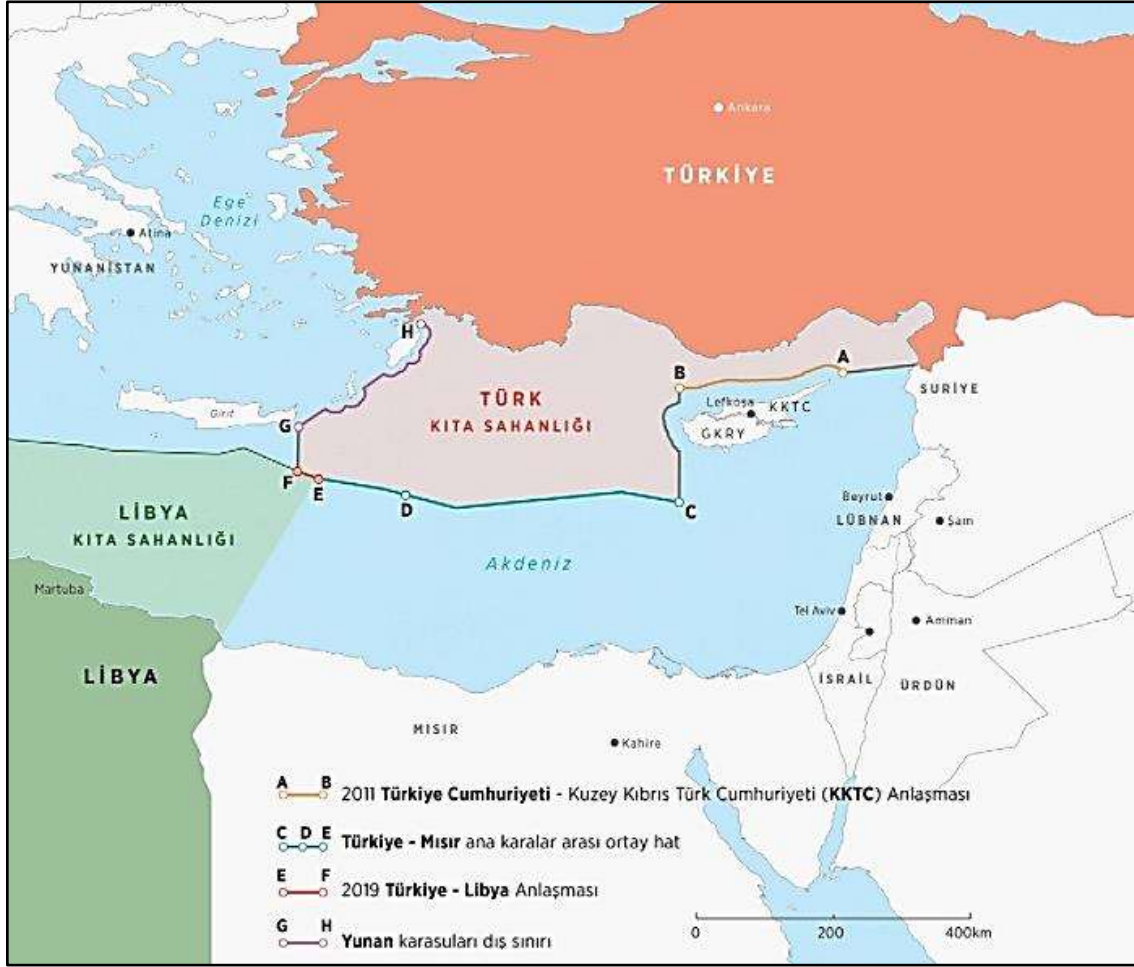 Ankara
TÜRKİYE
Ege
Denizi
Atina
YUNANİSTAN
H
B
A
SURİYE
TÜRK
KITA SAHANLIĞI
Lefkoşa
KKTC
GKRY
Girit
G
F
E
D
C
Beyrut
LÜBNAN
Şam
LİBYA
KITA SAHANLIĞI
Akdeniz
Martuba
Tel Aviv
Amman
LİBYA
İSRAİL
ÜRDÜN
MISIR
Kahire
A B 2011 Türkiye Cumhuriyeti - Kuzey Kıbrıs Türk Cumhuriyeti (KKTC) Anlaşması
C D E Türkiye - Mısır ana karalar arası ortay hat
E F 2019 Türkiye - Libya Anlaşması
G H Yunan karasuları dış sınırı
0 200 400km